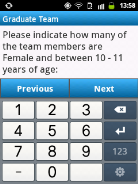 13:58
Graduate Team
Please indicate how many of
the team members are
Female and between 10 - 11
years of age:
Previous Next
1 2 3
4 5 6
7 8 9 123
- 0 .